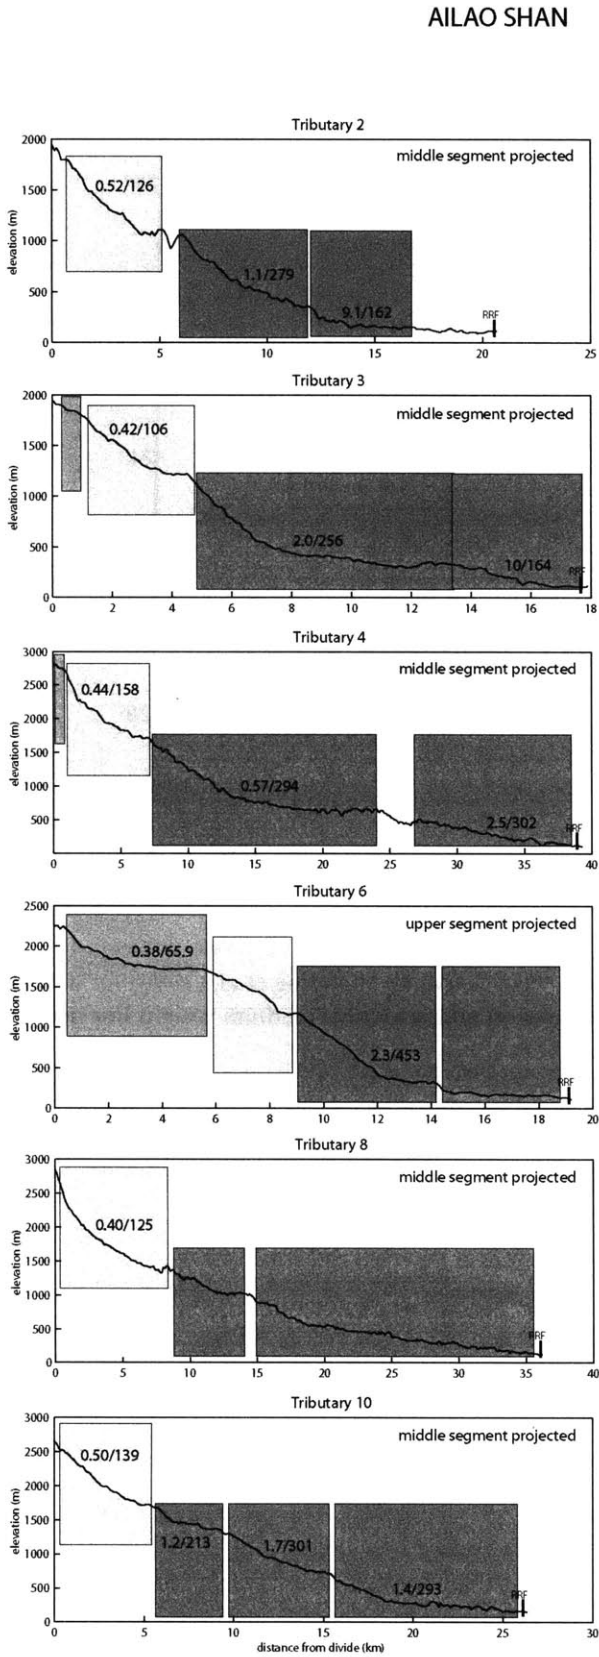 AILAO SHAN
Tributary 2
2000
middle segment projected
0.52/126
1500
elevation (m)
1000
1.1/279
500
9.1/162
RRF
0
0 5 10 15 20 25
Tributary 3
2000
middle segment projected
0.42/106
1500
elevation (m)
1000
2.0/256
500
10/164
RRF
0
0 2 4 6 8 10 12 14 16 18
Tributary 4
3000
middle segment projected
2500
0.44/158
2000
elevation (m)
1500
0.57/294
1000
2.5/302
500
RRF
0 5 10 15 20 25 30 35 40
Tributary 6
2500
upper segment projected
0.38/65.9
2000
elevation (m)
1500
1000
2.3/453
500
RRF
0
0 2 4 6 8 10 12 14 16 18 20
Tributary 8
3000
middle segment projected
2500
0.40/125
2000
elevation (m)
1500
1000
500
RRF
0
0 5 10 15 20 25 30 35 40
Tributary 10
3000
middle segment projected
2500
0.50/139
2000
elevation (m)
1500
1.2/213 1.7/301
1000
500
1.4/293
RRF
0
0 5 10 15 20 25 30
distance from divide (km)